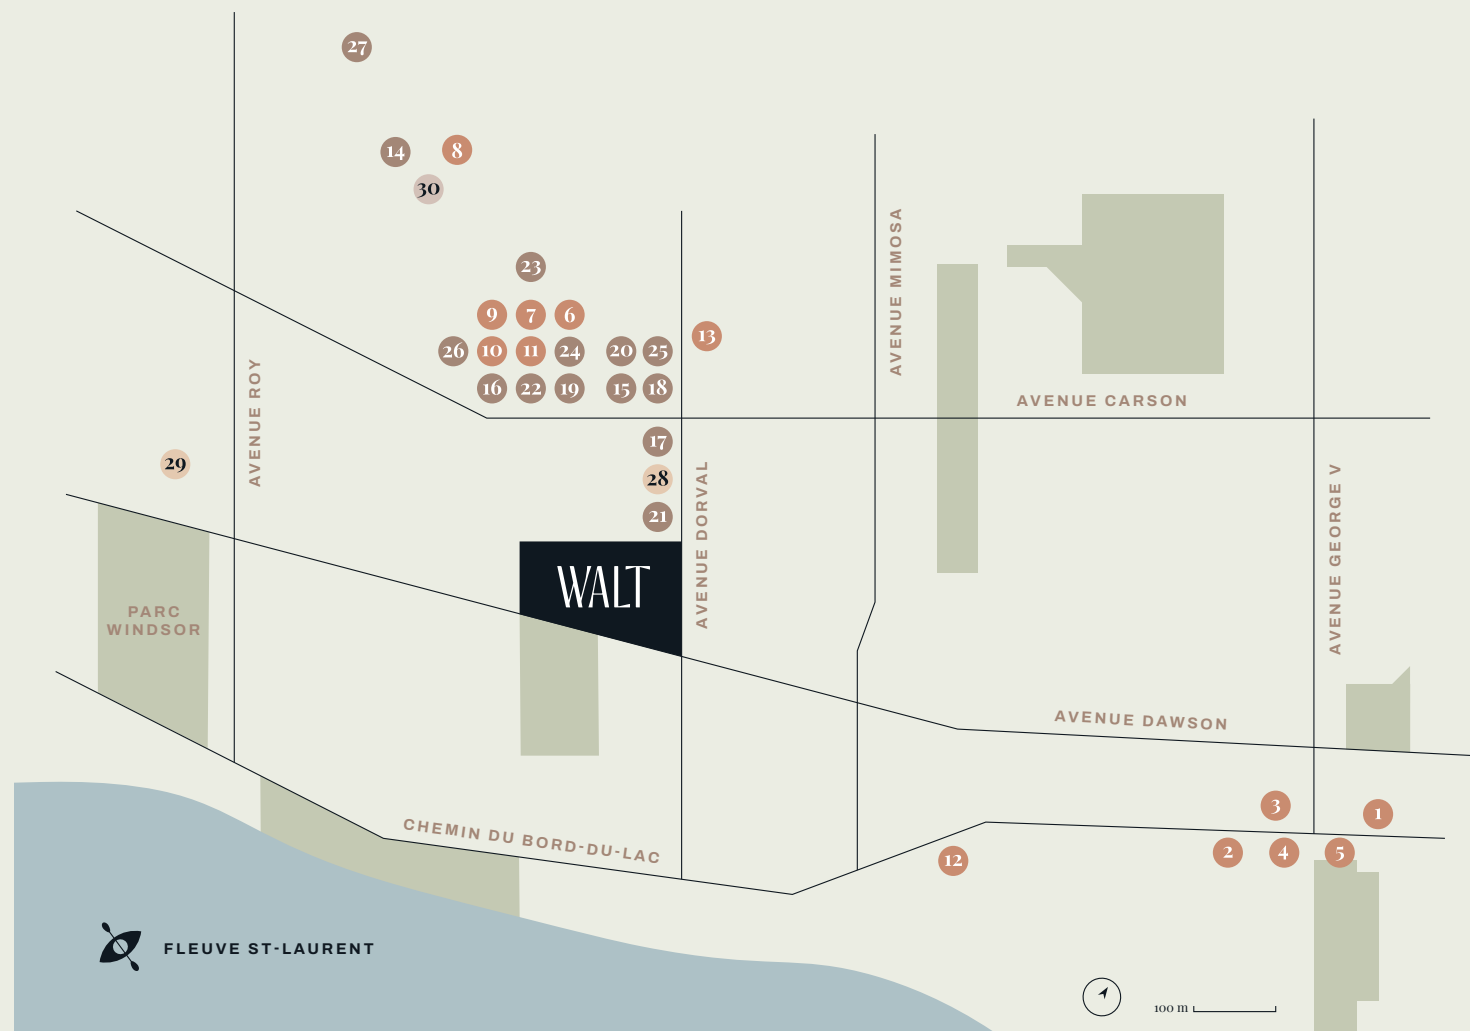 27
14
8
30
23
9
7
6
13
26
10
11
24
20
25
16
22
19
15
18
AVENUE MIMOSA
AVENUE CARSON
AVENUE ROY
29
17
28
21
AVENUE DORVAL
AVENUE GEORGE V
WALT
PARC
WINDSOR
AVENUE DAWSON
3
1
CHEMIN DU BORD-DU-LAC
12
2
4
5
FLEUVE ST-LAURENT
100 m